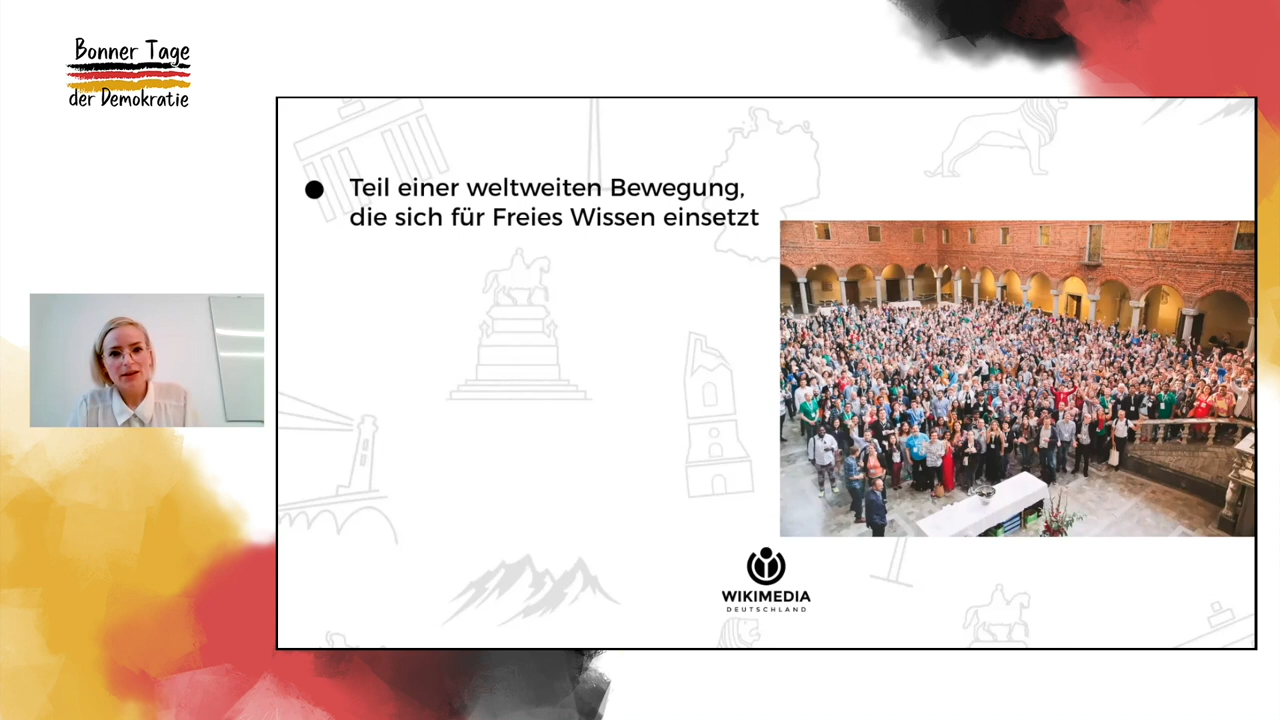 Bonner Tage
der Demokratie
Teil einer weltweiten Bewegung,
die sich für Freies Wissen einsetzt
WIKIMEDIA
DEUTSCHLAND